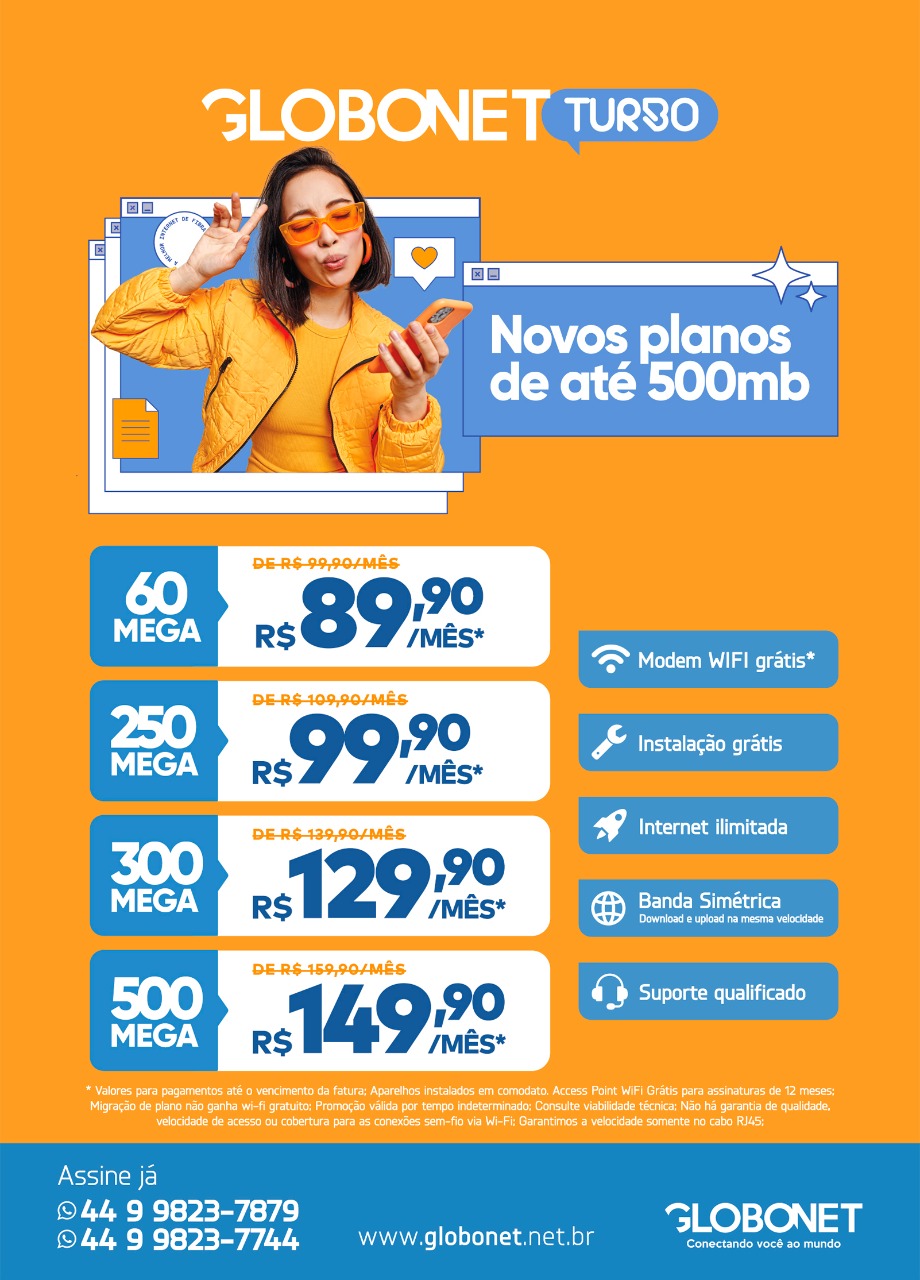 GLOBONET TURBO
A MELHOR INTERNET DE FIBRA
Novos planos
de até 500mb
60
MEGA
DE R$ 99,90/MÊS
R$ 89,90
/MÊS*
250
MEGA
DE R$ 109,90/MÊS
R$ 99,90
/MÊS*
300
MEGA
DE R$ 139,90/MÊS
R$ 129,90
/MÊS*
500
MEGA
DE R$ 159,90/MÊS
R$ 149,90
/MÊS*
Modem WIFI grátis*
Instalação grátis
Internet ilimitada
Banda Simétrica
Download e upload na mesma velocidade
Suporte qualificado
* Valores para pagamentos até o vencimento da fatura; Aparelhos instalados em comodato. Access Point WiFi Grátis para assinaturas de 12 meses;
Migração de plano não ganha wi-fi gratuito; Promoção válida por tempo indeterminado; Consulte viabilidade técnica; Não há garantia de qualidade,
velocidade de acesso ou cobertura para as conexões sem-fio via Wi-Fi; Garantimos a velocidade somente no cabo RJ45;
Assine já
44 9 9823-7879
44 9 9823-7744
www.globonet.net.br
GLOBONET
Conectando você ao mundo